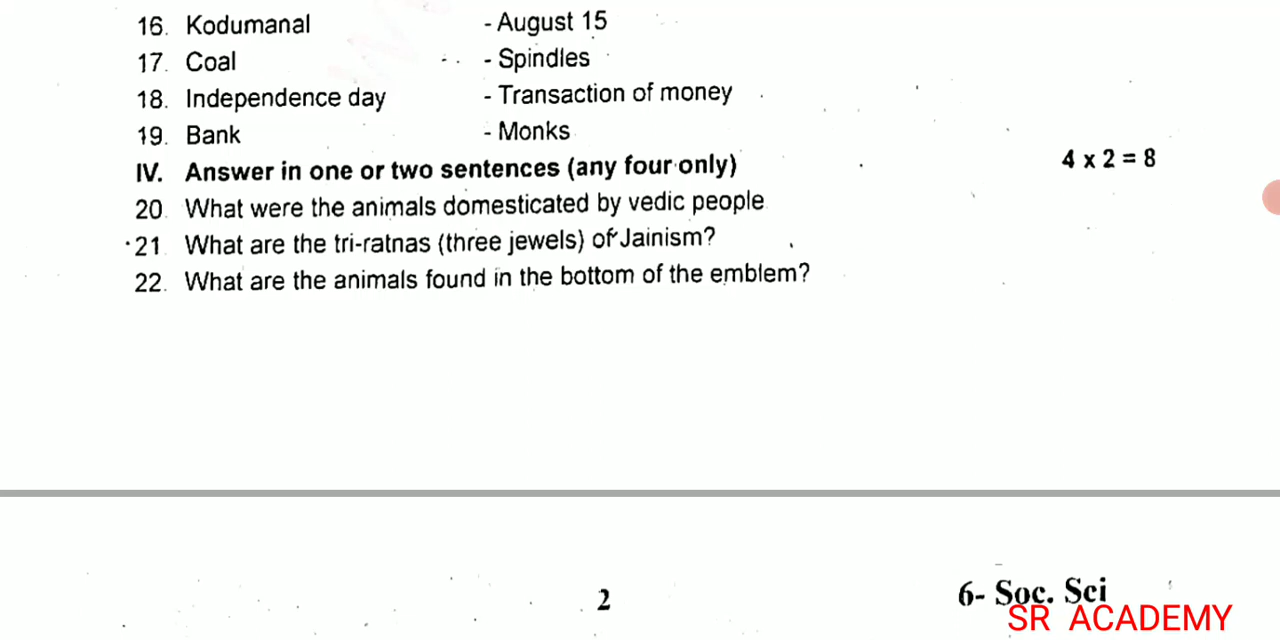 16. Kodumanal - August 15
17. Coal - Spindles
18. Independence day - Transaction of money
19. Bank - Monks
IV. Answer in one or two sentences (any four only) 4 x 2 = 8
20. What were the animals domesticated by vedic people
21. What are the tri-ratnas (three jewels) of Jainism?
22. What are the animals found in the bottom of the emblem?
2
6- Soc. Sci
SR ACADEMY